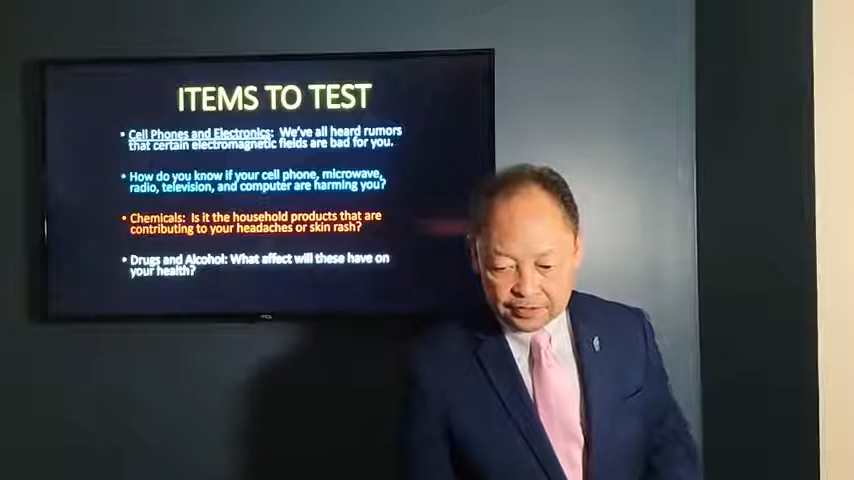 ITEMS TO TEST
• Cell Phones and Electronics: We've all heard rumors
that certain electromagnetic fields are bad for you.
• How do you know if your cell phone, microwave,
radio, television, and computer are harming you?
• Chemicals: Is it the household products that are
contributing to your headaches or skin rash?
• Drugs and Alcohol: What affect will these have on
your health?
TCL